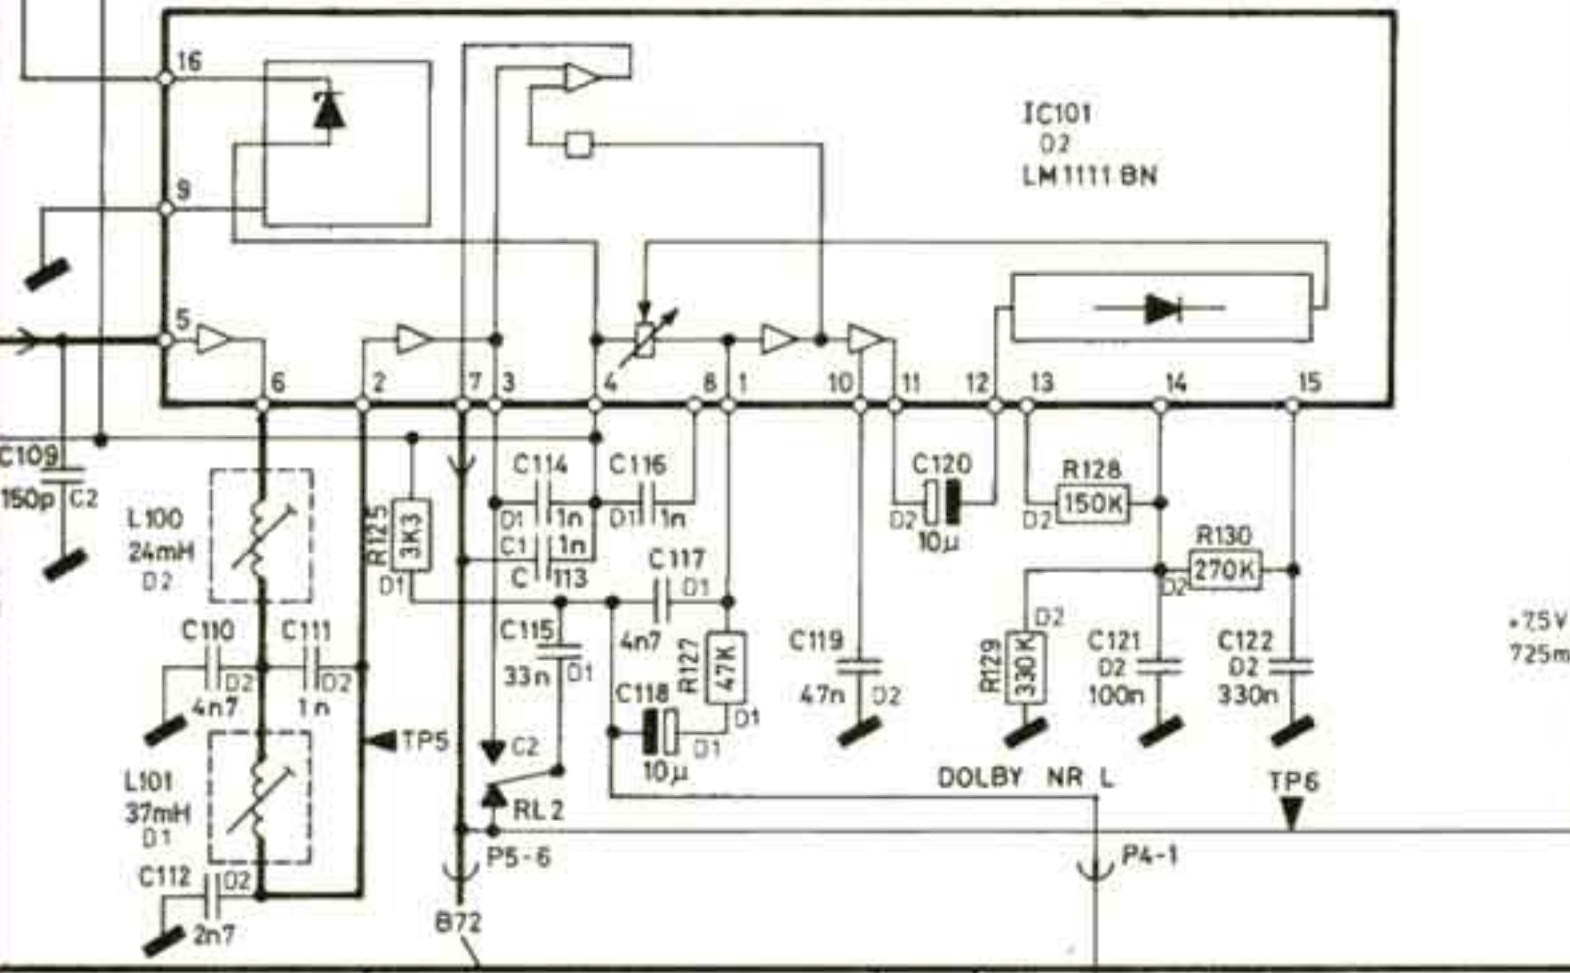 16
IC101
D2
LM1111 BN
9
5
6
2
7
3
4
8
1
10
11
12
13
14
15
C109
150p C2
C114
C116
C120
R128
D1 1n
D1 1n
D2
10µ
D2
150K
L100
24mH
D2
R125
3K3
D1
C1 1n
C 113
C117
D1
4n7
R130
270K
D2
C110
D2
4n7
C111
D2
1n
C115
33n D1
R127
47K
D1
C119
47n D2
R129
330K
D2
C121
D2
100n
C122
D2
330n
+7,5V
725m
C118
D1
10µ
TP5
C2
RL2
L101
37mH
D1
DOLBY NR L
TP6
P5-6
P4-1
C112 D2
2n7
B72